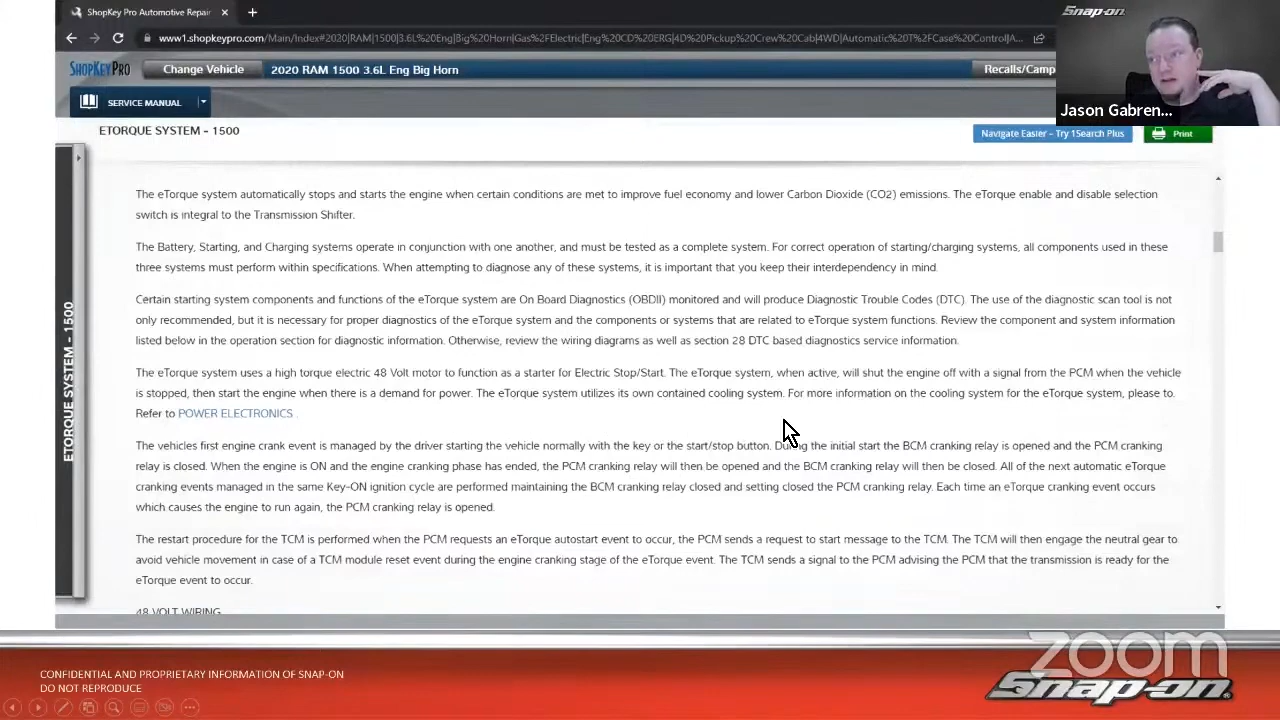 ShopKey Pro Automotive Repair
www1.shopkeypro.com/Main/Index#2020|RAM|1500|3.6L%20Eng|Big%20Horn|Gas%2FElectric|Eng%20CD%20ERG|4D%20Pickup%20Crew%20Cab|4WD|Automatic%20T%2FCase%20Control|A...
Snap-on
SHOPKEYPRO
Change Vehicle
2020 RAM 1500 3.6L Eng Big Horn
Recalls/Camp
Jason Gabren...
SERVICE MANUAL
ETORQUE SYSTEM - 1500
Navigate Easier - Try 1Search Plus
Print
ETORQUE SYSTEM - 1500
The eTorque system automatically stops and starts the engine when certain conditions are met to improve fuel economy and lower Carbon Dioxide (CO2) emissions. The eTorque enable and disable selection
switch is integral to the Transmission Shifter.
The Battery, Starting, and Charging systems operate in conjunction with one another, and must be tested as a complete system. For correct operation of starting/charging systems, all components used in these
three systems must perform within specifications. When attempting to diagnose any of these systems, it is important that you keep their interdependency in mind.
Certain starting system components and functions of the eTorque system are On Board Diagnostics (OBDII) monitored and will produce Diagnostic Trouble Codes (DTC). The use of the diagnostic scan tool is not
only recommended, but it is necessary for proper diagnostics of the eTorque system and the components or systems that are related to eTorque system functions. Review the component and system information
listed below in the operation section for diagnostic information. Otherwise, review the wiring diagrams as well as section 28 DTC based diagnostics service information.
The eTorque system uses a high torque electric 48 Volt motor to function as a starter for Electric Stop/Start. The eTorque system, when active, will shut the engine off with a signal from the PCM when the vehicle
is stopped, then start the engine when there is a demand for power. The eTorque system utilizes its own contained cooling system. For more information on the cooling system for the eTorque system, please to.
Refer to POWER ELECTRONICS .
The vehicles first engine crank event is managed by the driver starting the vehicle normally with the key or the start/stop button. During the initial start the BCM cranking relay is opened and the PCM cranking
relay is closed. When the engine is ON and the engine cranking phase has ended, the PCM cranking relay will then be opened and the BCM cranking relay will then be closed. All of the next automatic eTorque
cranking events managed in the same Key-ON ignition cycle are performed maintaining the BCM cranking relay closed and setting closed the PCM cranking relay. Each time an eTorque cranking event occurs
which causes the engine to run again, the PCM cranking relay is opened.
The restart procedure for the TCM is performed when the PCM requests an eTorque autostart event to occur, the PCM sends a request to start message to the TCM. The TCM will then engage the neutral gear to
avoid vehicle movement in case of a TCM module reset event during the engine cranking stage of the eTorque event. The TCM sends a signal to the PCM advising the PCM that the transmission is ready for the
eTorque event to occur.
48 VOLT WIRING
CONFIDENTIAL AND PROPRIETARY INFORMATION OF SNAP-ON
DO NOT REPRODUCE
zoom
Snap-on